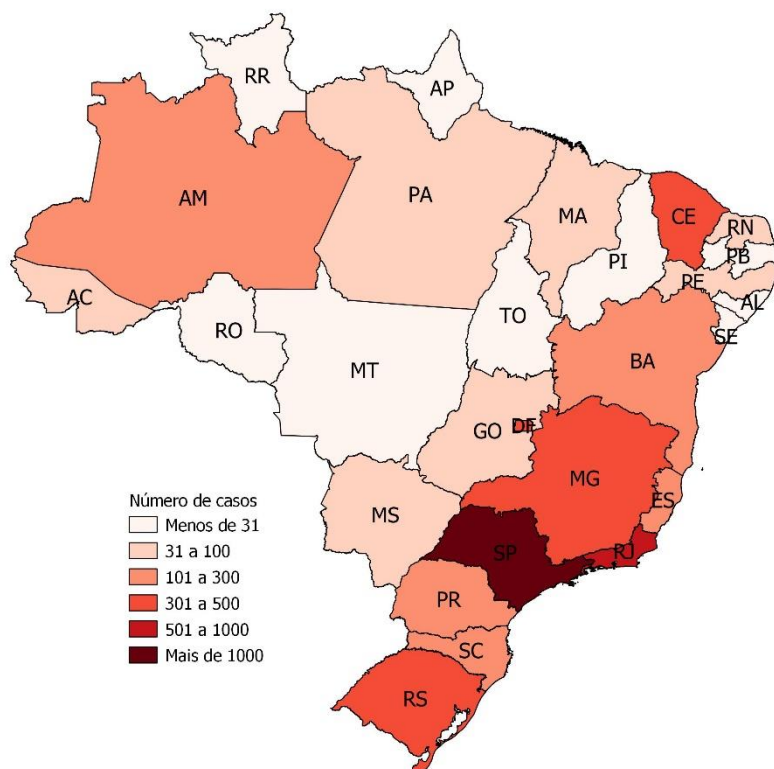 RR
AP
AM
PA
MA
CE
RN
PB
PI
PE
AC
AL
TO
SE
RO
BA
MT
GO
DF
MG
ES
MS
SP
RJ
PR
SC
RS
Número de casos
Menos de 31
31 a 100
101 a 300
301 a 500
501 a 1000
Mais de 1000